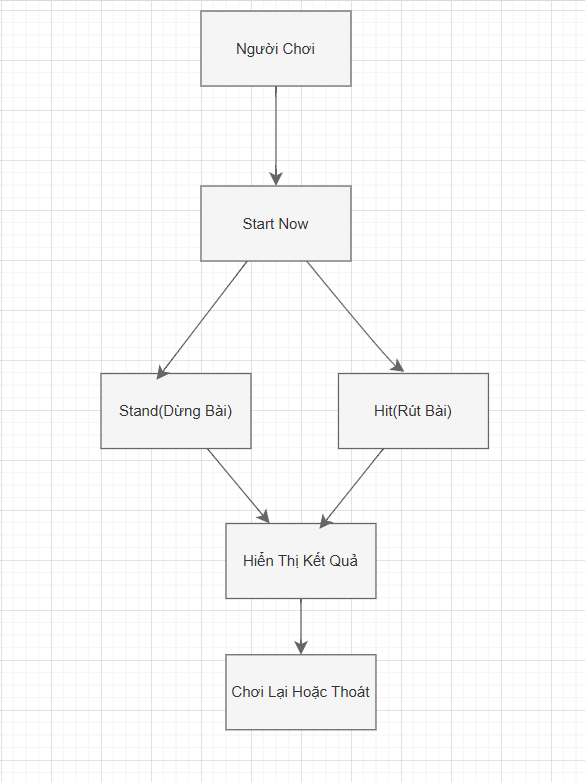 Người Chơi
Start Now
Stand(Dừng Bài)
Hit(Rút Bài)
Hiển Thị Kết Quả
Chơi Lại Hoặc Thoát